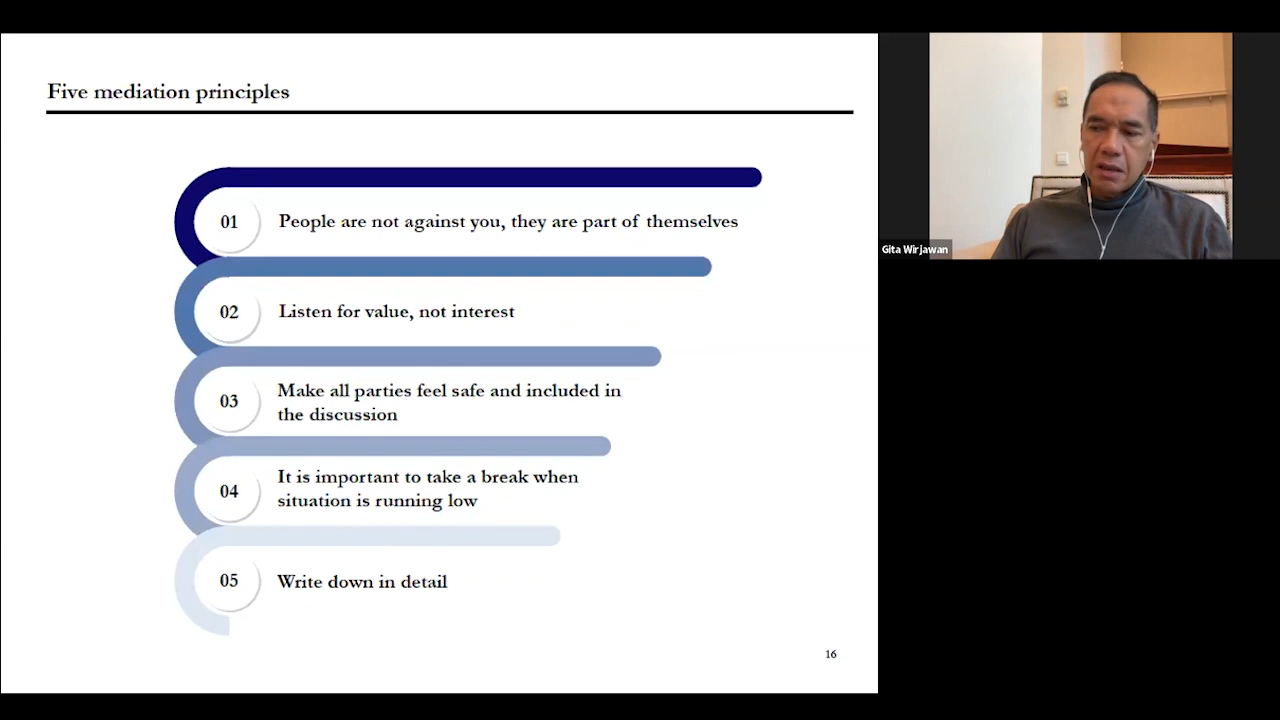 Five mediation principles
01
People are not against you, they are part of themselves
02
Listen for value, not interest
03
Make all parties feel safe and included in
the discussion
04
It is important to take a break when
situation is running low
05
Write down in detail
16
Gita Wirjawan